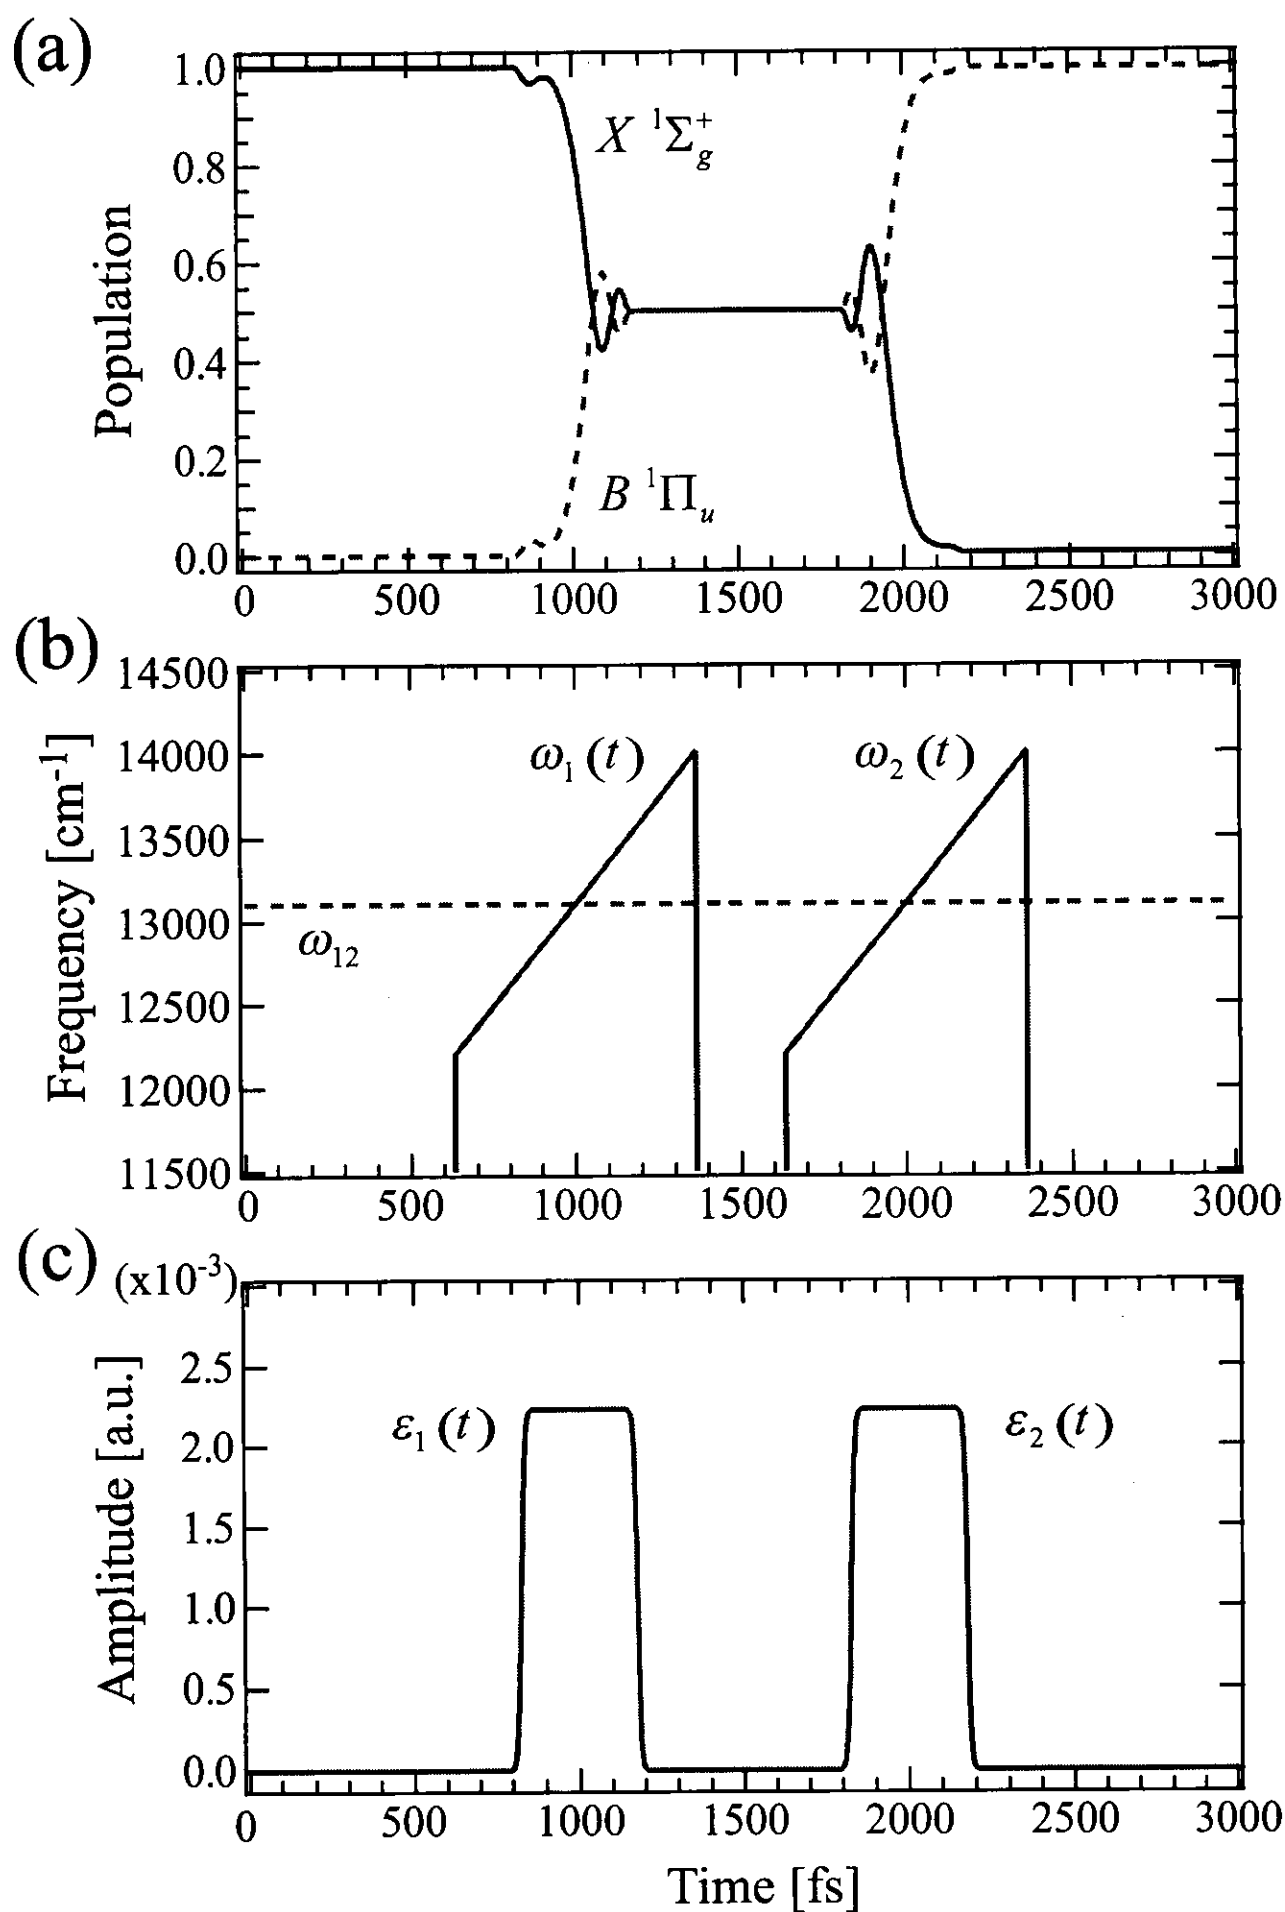 (a)
1.0
0.8
0.6
0.4
0.2
0.0
Population
X ¹Σg⁺
B ¹Πu
0 500 1000 1500 2000 2500 3000
(b)
14500
14000
13500
13000
12500
12000
11500
Frequency [cm⁻¹]
ω₁(t)
ω₂(t)
ω₁₂
0 500 1000 1500 2000 2500 3000
(c)
(x10⁻³)
2.5
2.0
1.5
1.0
0.5
0.0
Amplitude [a.u.]
ε₁(t)
ε₂(t)
0 500 1000 1500 2000 2500 3000
Time [fs]